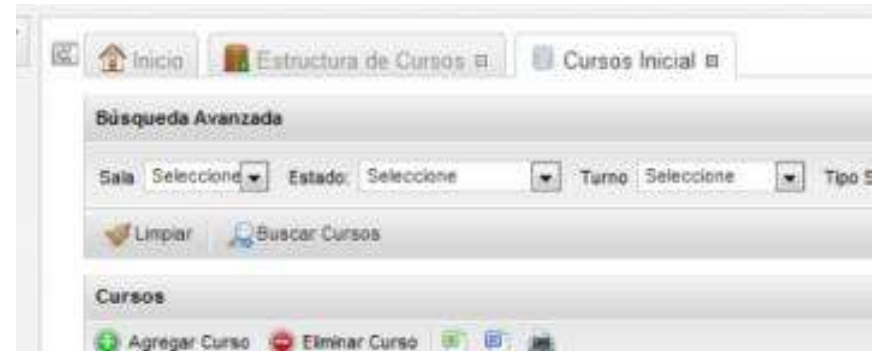 Inicio Estructura de Cursos Cursos Inicial
Búsqueda Avanzada
Sala Seleccione Estado: Seleccione Turno Seleccione Tipo S
Limpiar Buscar Cursos
Cursos
Agregar Curso Eliminar Curso